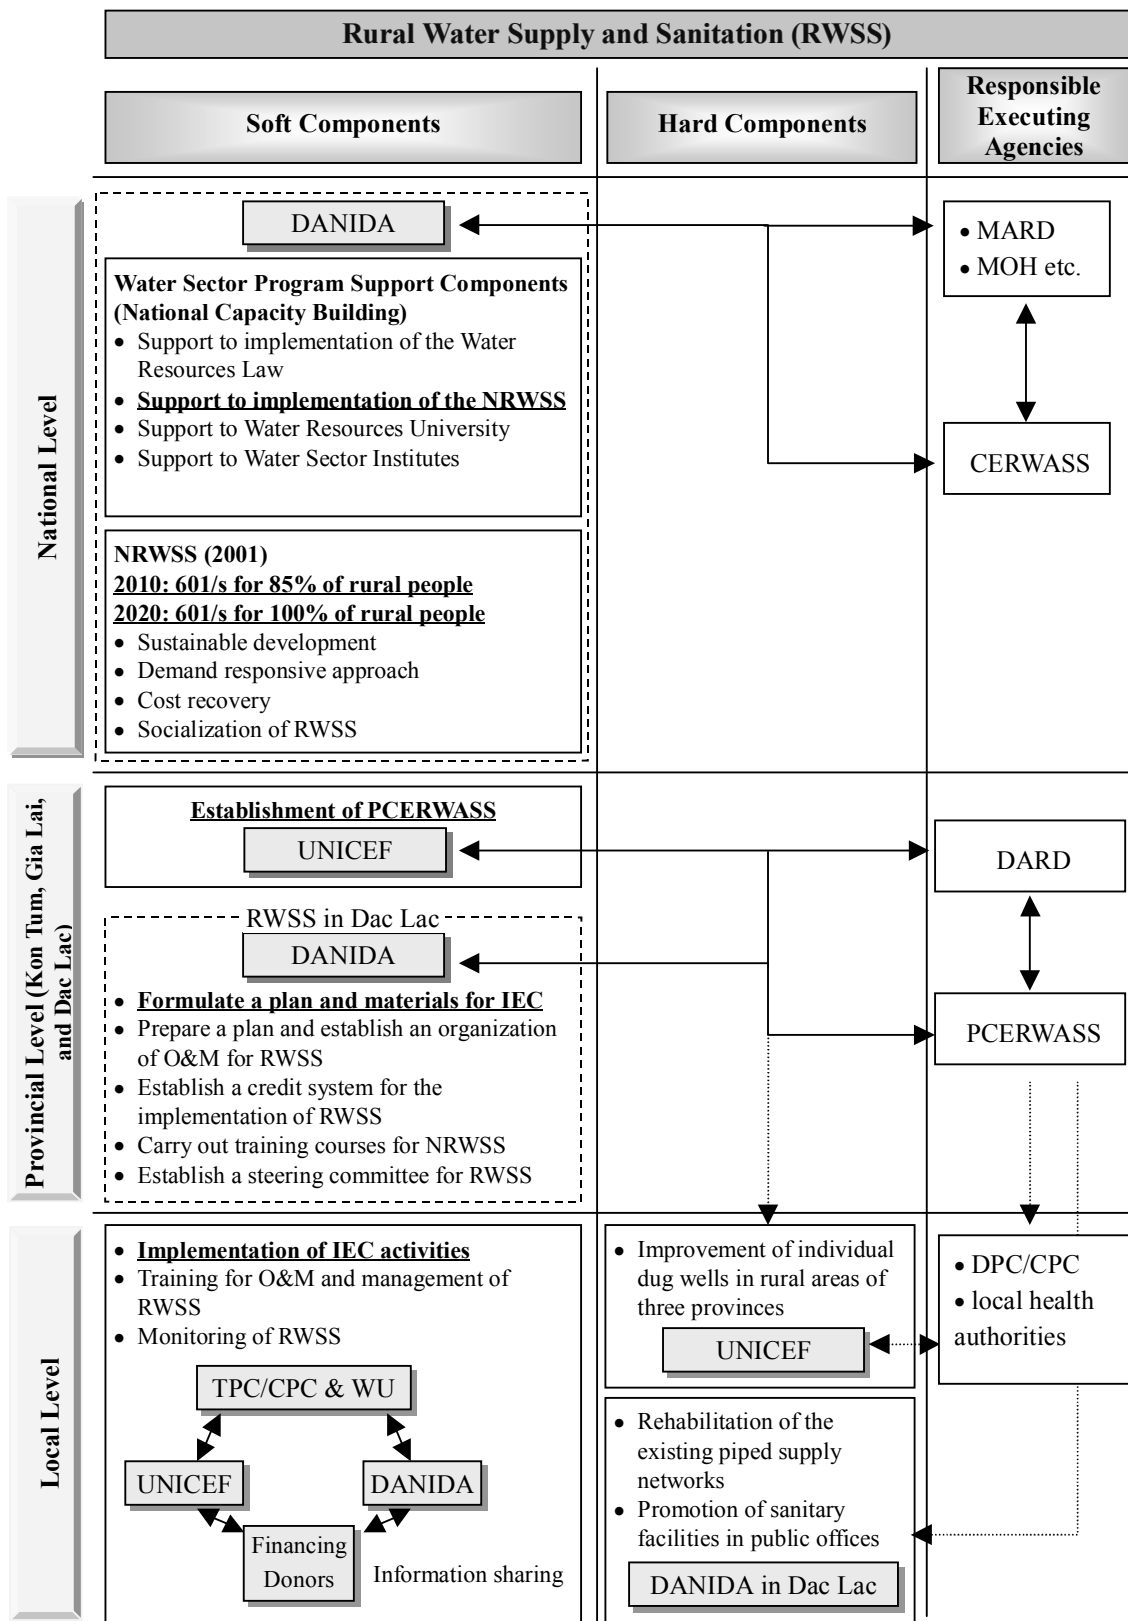 Rural Water Supply and Sanitation (RWSS)
Soft Components
Hard Components
Responsible
Executing
Agencies
National Level
DANIDA
• MARD
• MOH etc.
Water Sector Program Support Components
(National Capacity Building)
• Support to implementation of the Water
Resources Law
• Support to implementation of the NRWSS
• Support to Water Resources University
• Support to Water Sector Institutes
CERWASS
NRWSS (2001)
2010: 601/s for 85% of rural people
2020: 601/s for 100% of rural people
• Sustainable development
• Demand responsive approach
• Cost recovery
• Socialization of RWSS
Provincial Level (Kon Tum, Gia Lai,
and Dac Lac)
Establishment of PCERWASS
UNICEF
DARD
RWSS in Dac Lac
DANIDA
• Formulate a plan and materials for IEC
• Prepare a plan and establish an organization
of O&M for RWSS
• Establish a credit system for the
implementation of RWSS
• Carry out training courses for NRWSS
• Establish a steering committee for RWSS
PCERWASS
Local Level
• Implementation of IEC activities
• Training for O&M and management of
RWSS
• Monitoring of RWSS
TPC/CPC & WU
UNICEF
DANIDA
Financing
Donors
Information sharing
• Improvement of individual
dug wells in rural areas of
three provinces
UNICEF
• DPC/CPC
• local health
authorities
• Rehabilitation of the
existing piped supply
networks
• Promotion of sanitary
facilities in public offices
DANIDA in Dac Lac